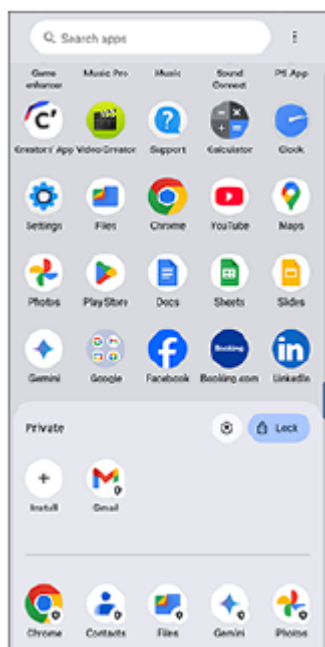 Search apps
Game Music Pro Music Sound PS App
enhancer Connect
Creators' App Video Creator Support Calculator Clock
Settings Files Chrome YouTube Maps
Photos Play Store Docs Sheets Slides
Booking
Gemini Google Facebook Booking.com LinkedIn
Private Lock
Install Gmail
Chrome Contacts Files Gemini Photos